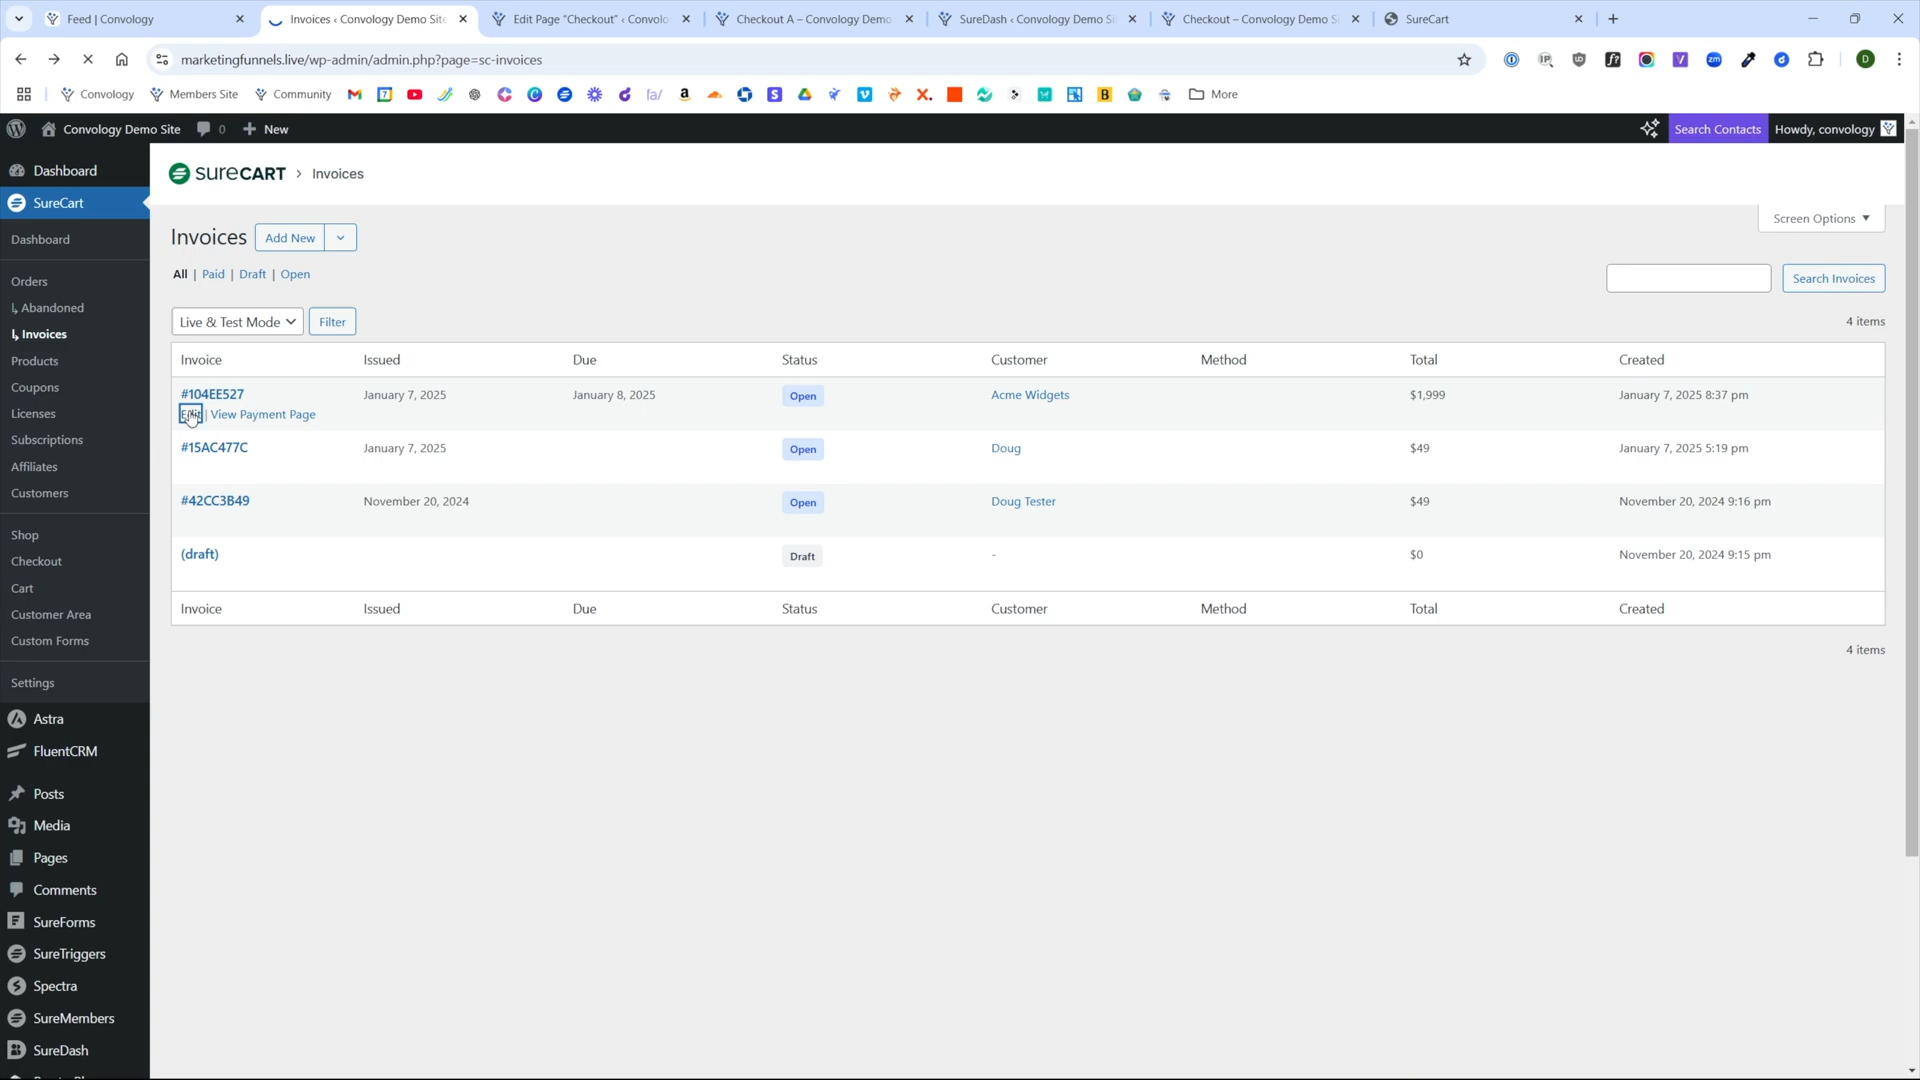 Feed | Convology
Invoices ‹ Convology Demo Site
Edit Page "Checkout" ‹ Convolo
Checkout A – Convology Demo
SureDash ‹ Convology Demo Si
Checkout – Convology Demo S
SureCart
marketingfunnels.live/wp-admin/admin.php?page=sc-invoices
Convology
Members Site
Community
More
Convology Demo Site
0
New
Search Contacts
Howdy, convology
Dashboard
SureCart
Dashboard
Orders
↳ Abandoned
↳ Invoices
Products
Coupons
Licenses
Subscriptions
Affiliates
Customers
Shop
Checkout
Cart
Customer Area
Custom Forms
Settings
Astra
FluentCRM
Posts
Media
Pages
Comments
SureForms
SureTriggers
Spectra
SureMembers
SureDash
SURECART > Invoices
Screen Options
Invoices Add New
All | Paid | Draft | Open
Search Invoices
Live & Test Mode Filter
4 items
Invoice Issued Due Status Customer Method Total Created
#104EE527 January 7, 2025 January 8, 2025 Open Acme Widgets $1,999 January 7, 2025 8:37 pm
Edit | View Payment Page
#15AC477C January 7, 2025 Open Doug $49 January 7, 2025 5:19 pm
#42CC3B49 November 20, 2024 Open Doug Tester $49 November 20, 2024 9:16 pm
(draft) Draft - $0 November 20, 2024 9:15 pm
Invoice Issued Due Status Customer Method Total Created
4 items